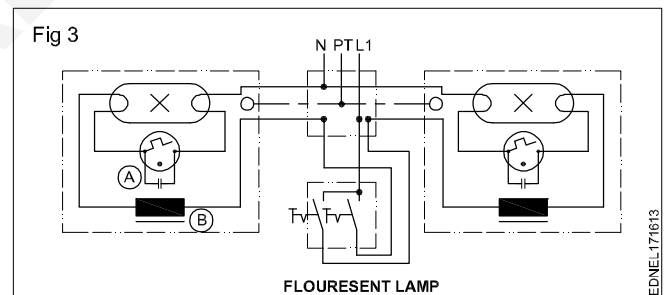 Fig 3
N PT L1
A
B
FLOURESENT LAMP
EDNEL171613